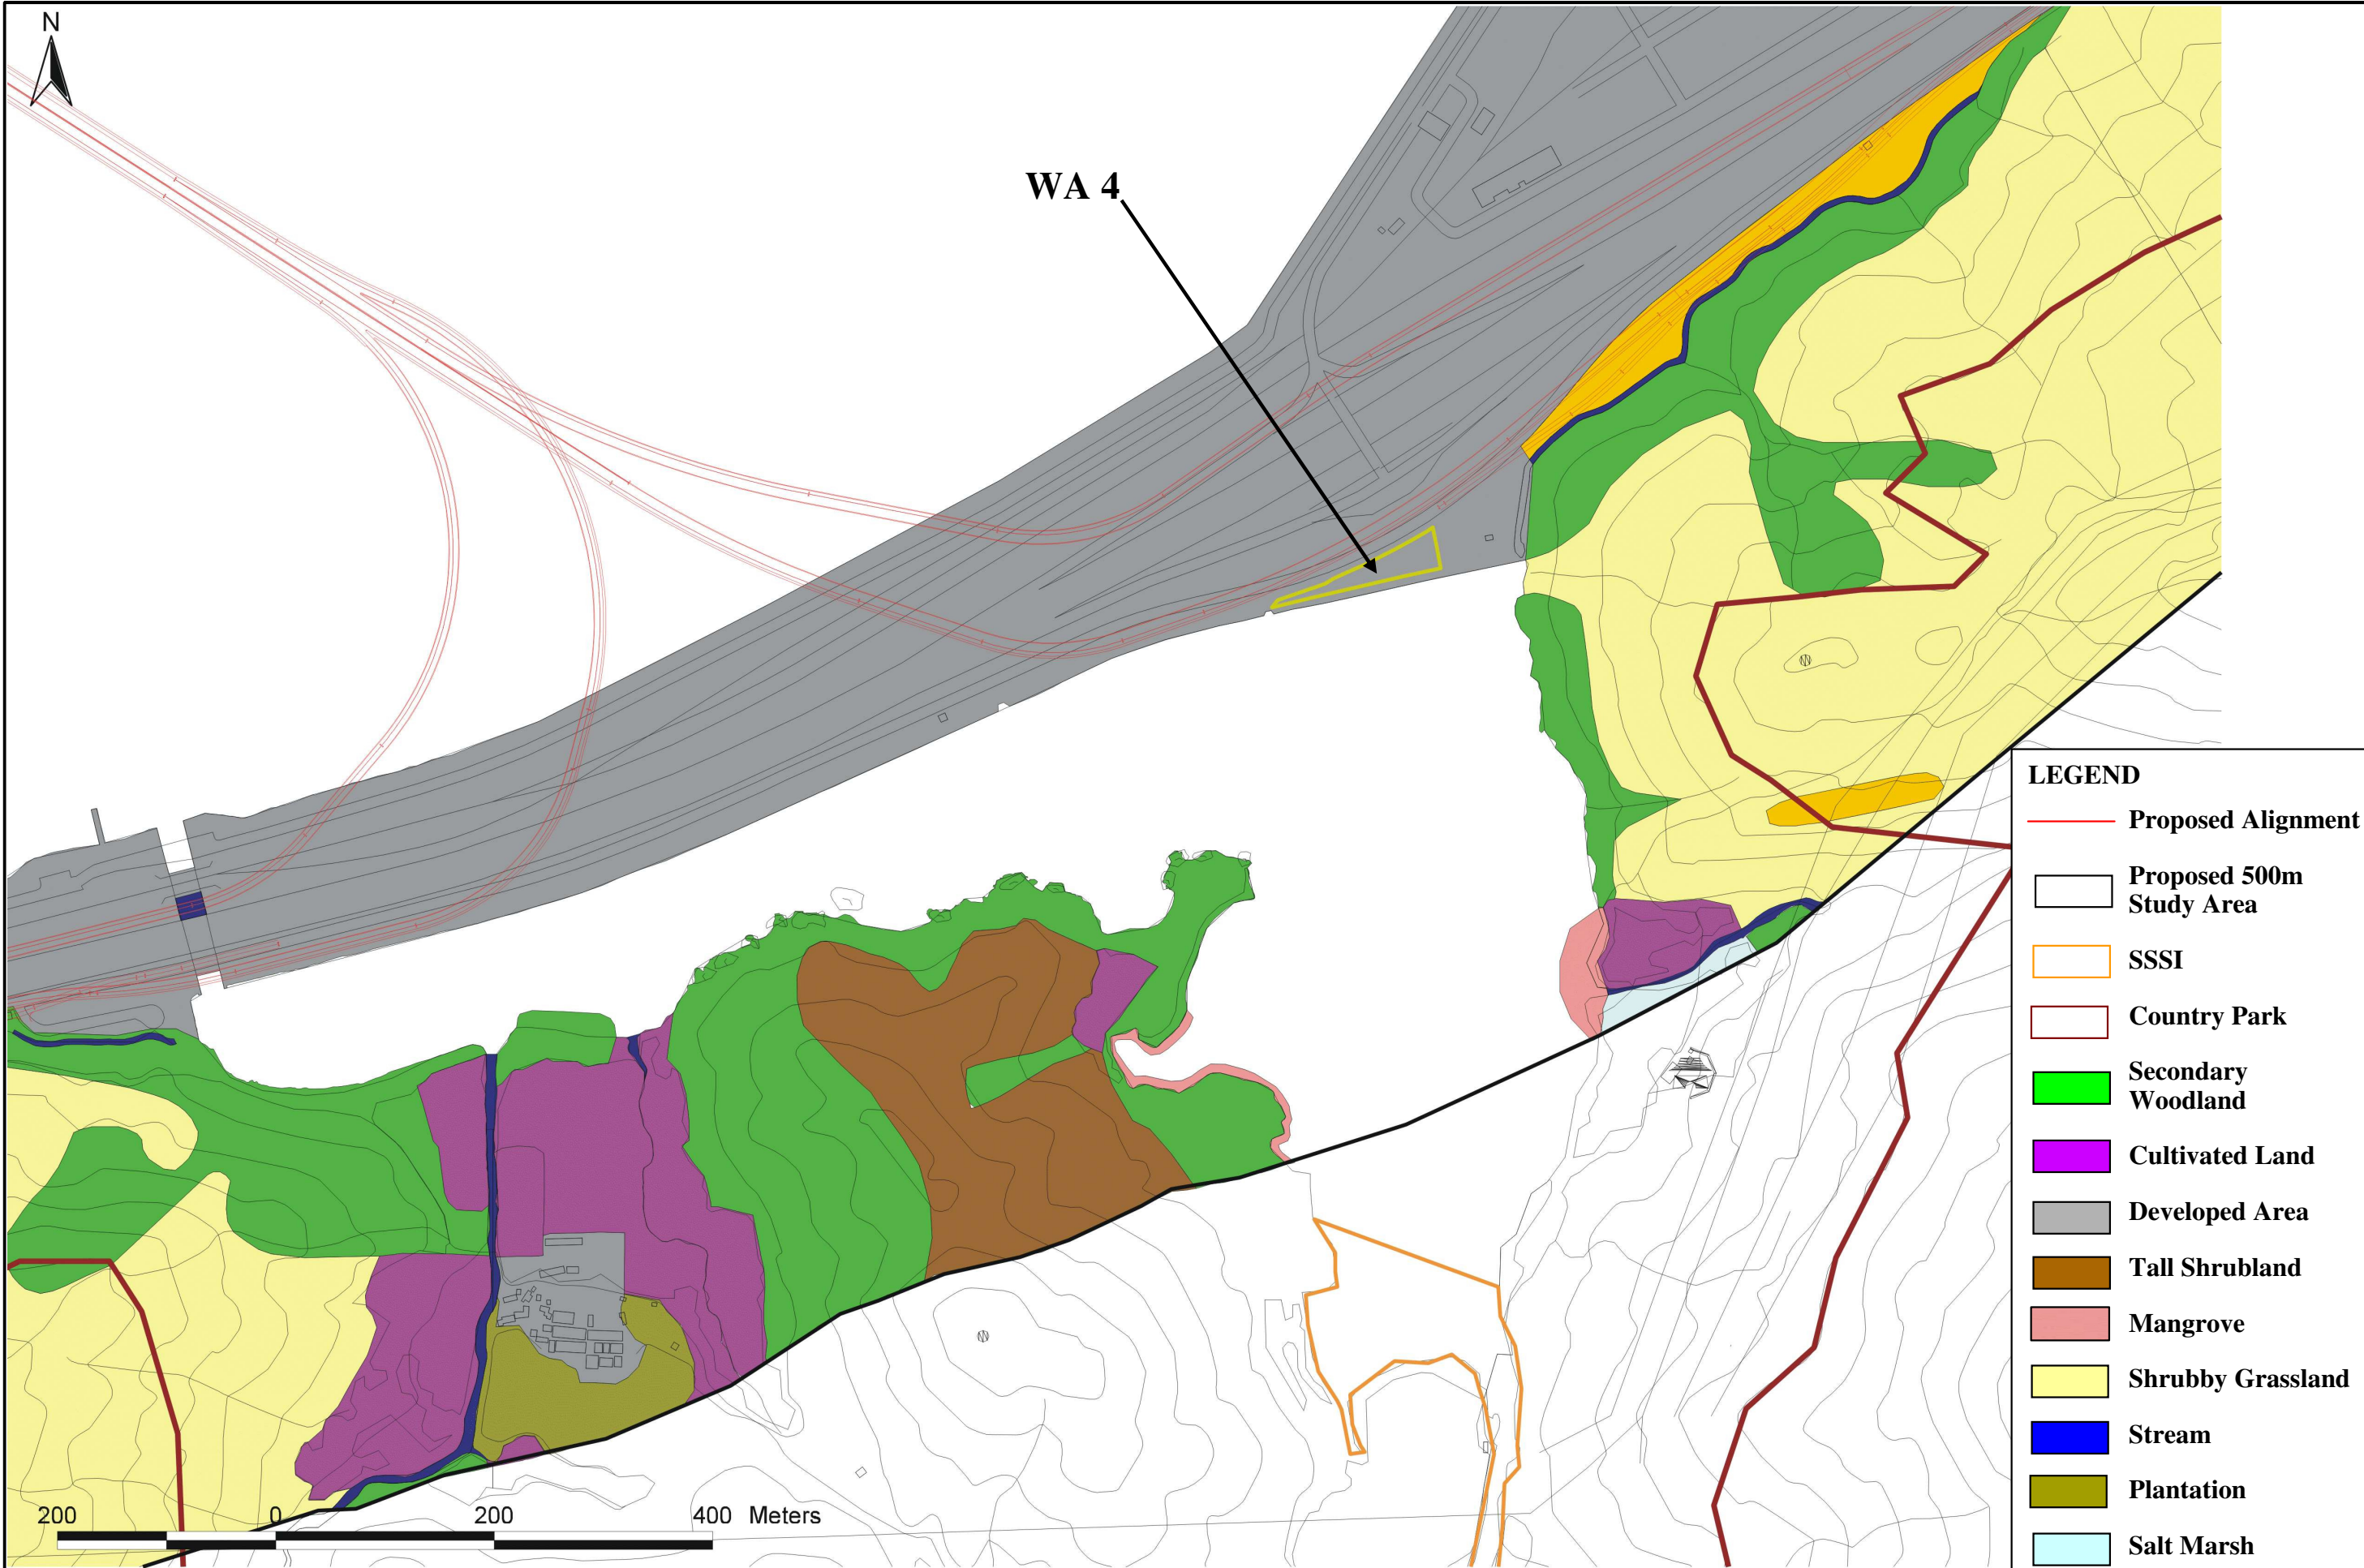 N
WA 4
LEGEND
Proposed Alignment
Proposed 500m
Study Area
SSSI
Country Park
Secondary
Woodland
Cultivated Land
Developed Area
Tall Shrubland
Mangrove
Shrubby Grassland
Stream
Plantation
Salt Marsh
200 0 200 400 Meters